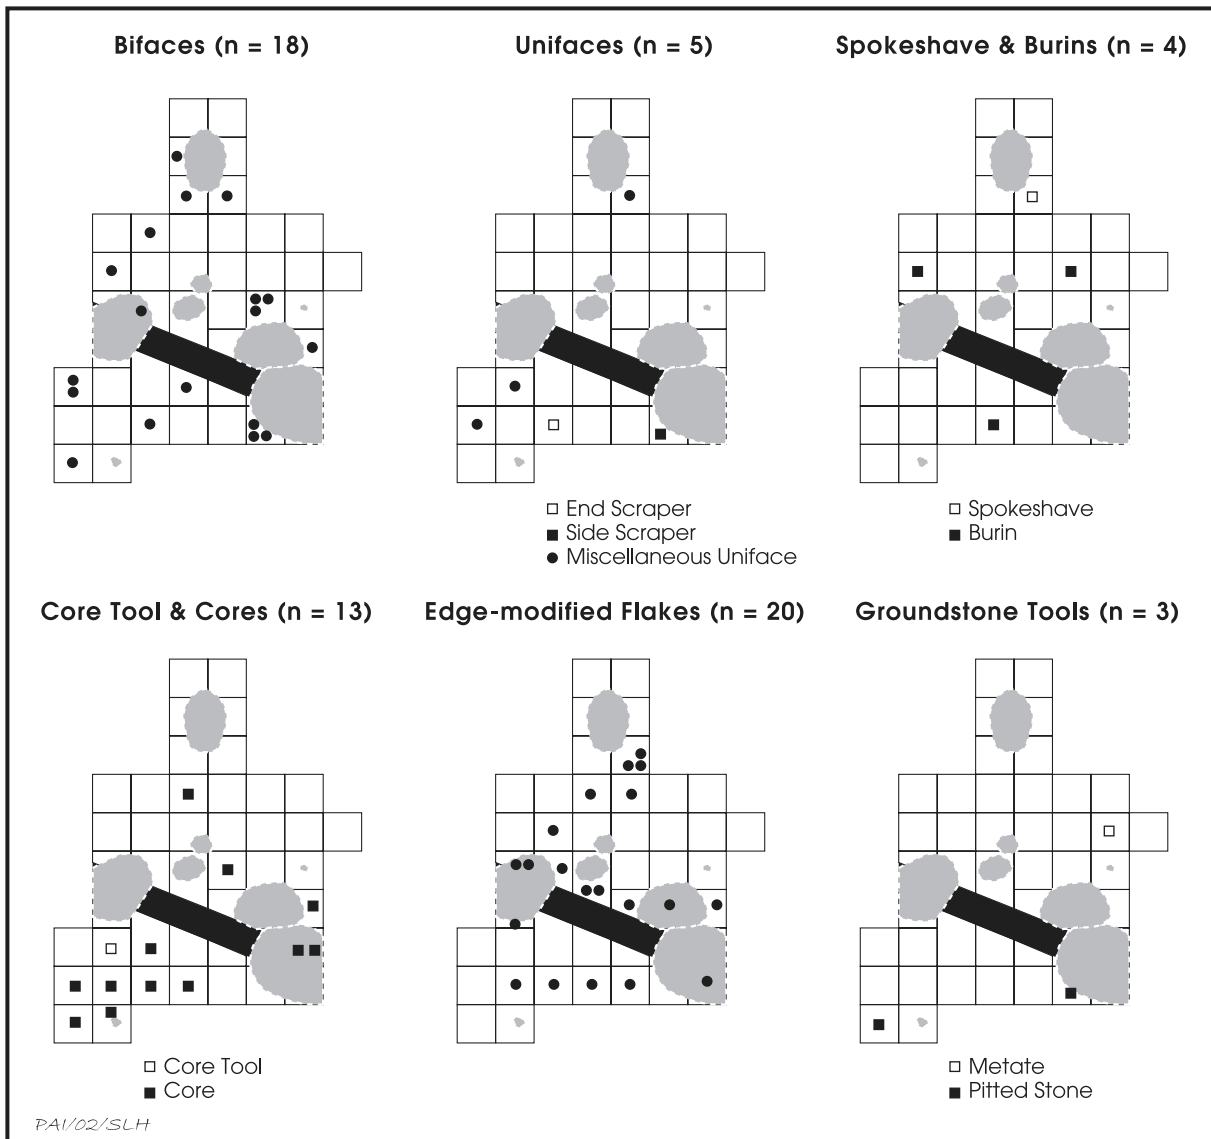 Bifaces (n = 18)
Unifaces (n = 5)
Spokeshave & Burins (n = 4)
End Scraper
Side Scraper
Miscellaneous Uniface
Spokeshave
Burin
Core Tool & Cores (n = 13)
Edge-modified Flakes (n = 20)
Groundstone Tools (n = 3)
Core Tool
Core
Metate
Pitted Stone
PAI/02/SLH